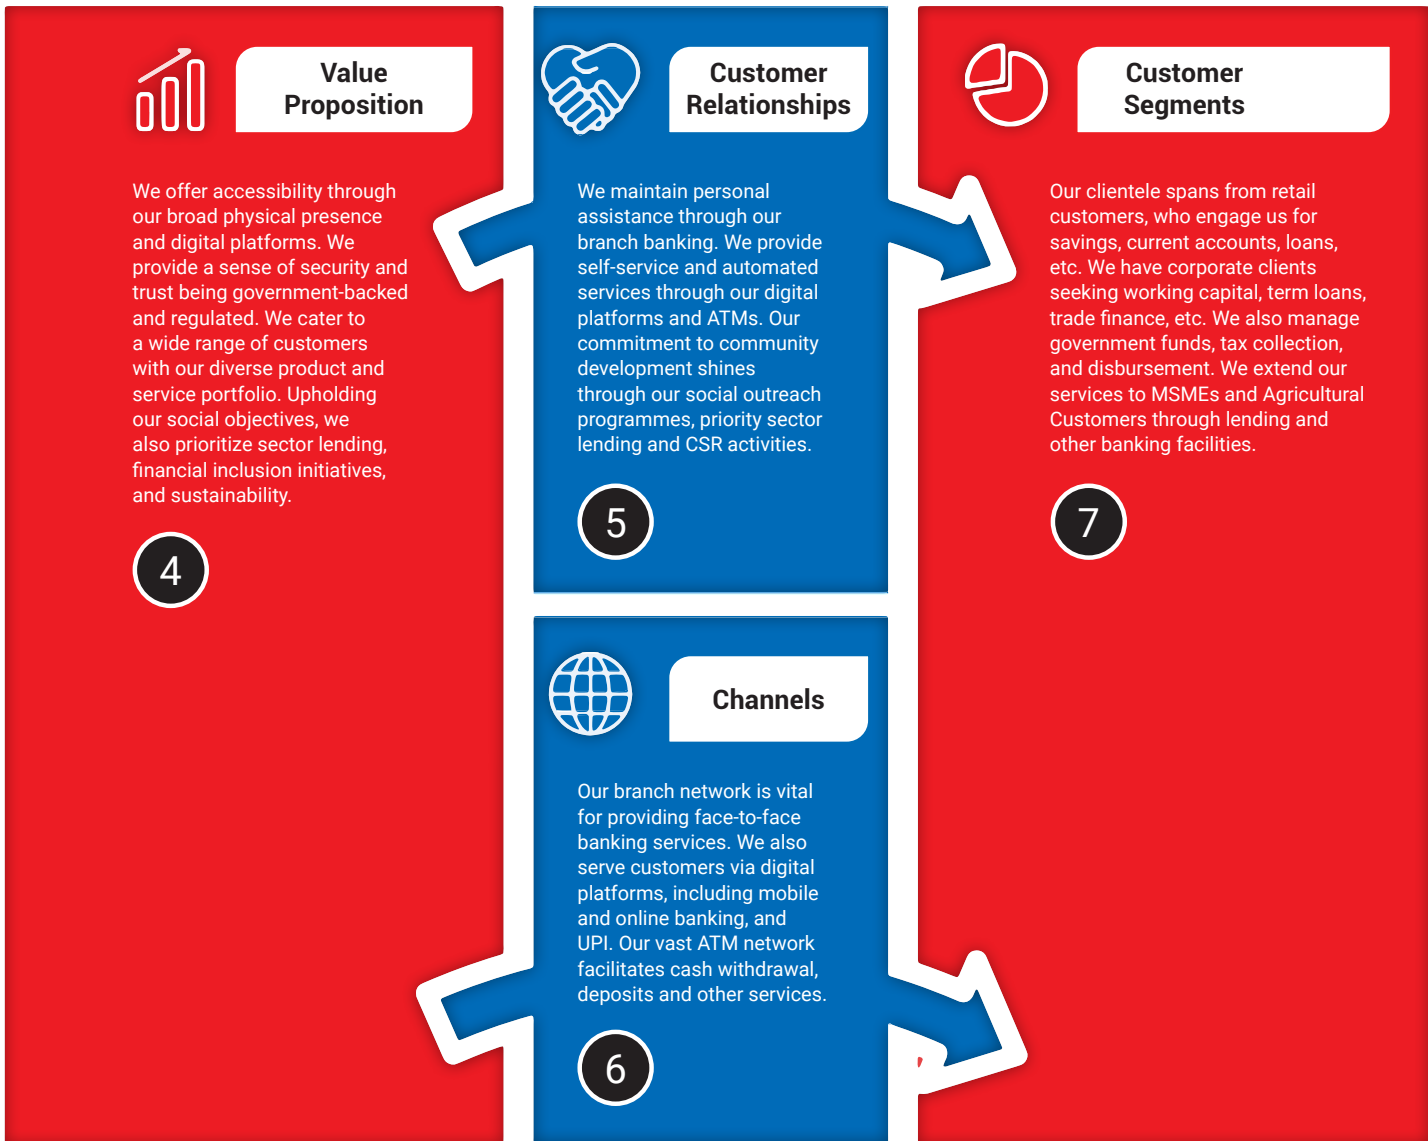 Value
Proposition
We offer accessibility through
our broad physical presence
and digital platforms. We
provide a sense of security and
trust being government-backed
and regulated. We cater to
a wide range of customers
with our diverse product and
service portfolio. Upholding
our social objectives, we
also prioritize sector lending,
financial inclusion initiatives,
and sustainability.
4
Customer
Relationships
We maintain personal
assistance through our
branch banking. We provide
self-service and automated
services through our digital
platforms and ATMs. Our
commitment to community
development shines
through our social outreach
programmes, priority sector
lending and CSR activities.
5
Channels
Our branch network is vital
for providing face-to-face
banking services. We also
serve customers via digital
platforms, including mobile
and online banking, and
UPI. Our vast ATM network
facilitates cash withdrawal,
deposits and other services.
6
Customer
Segments
Our clientele spans from retail
customers, who engage us for
savings, current accounts, loans,
etc. We have corporate clients
seeking working capital, term loans,
trade finance, etc. We also manage
government funds, tax collection,
and disbursement. We extend our
services to MSMEs and Agricultural
Customers through lending and
other banking facilities.
7